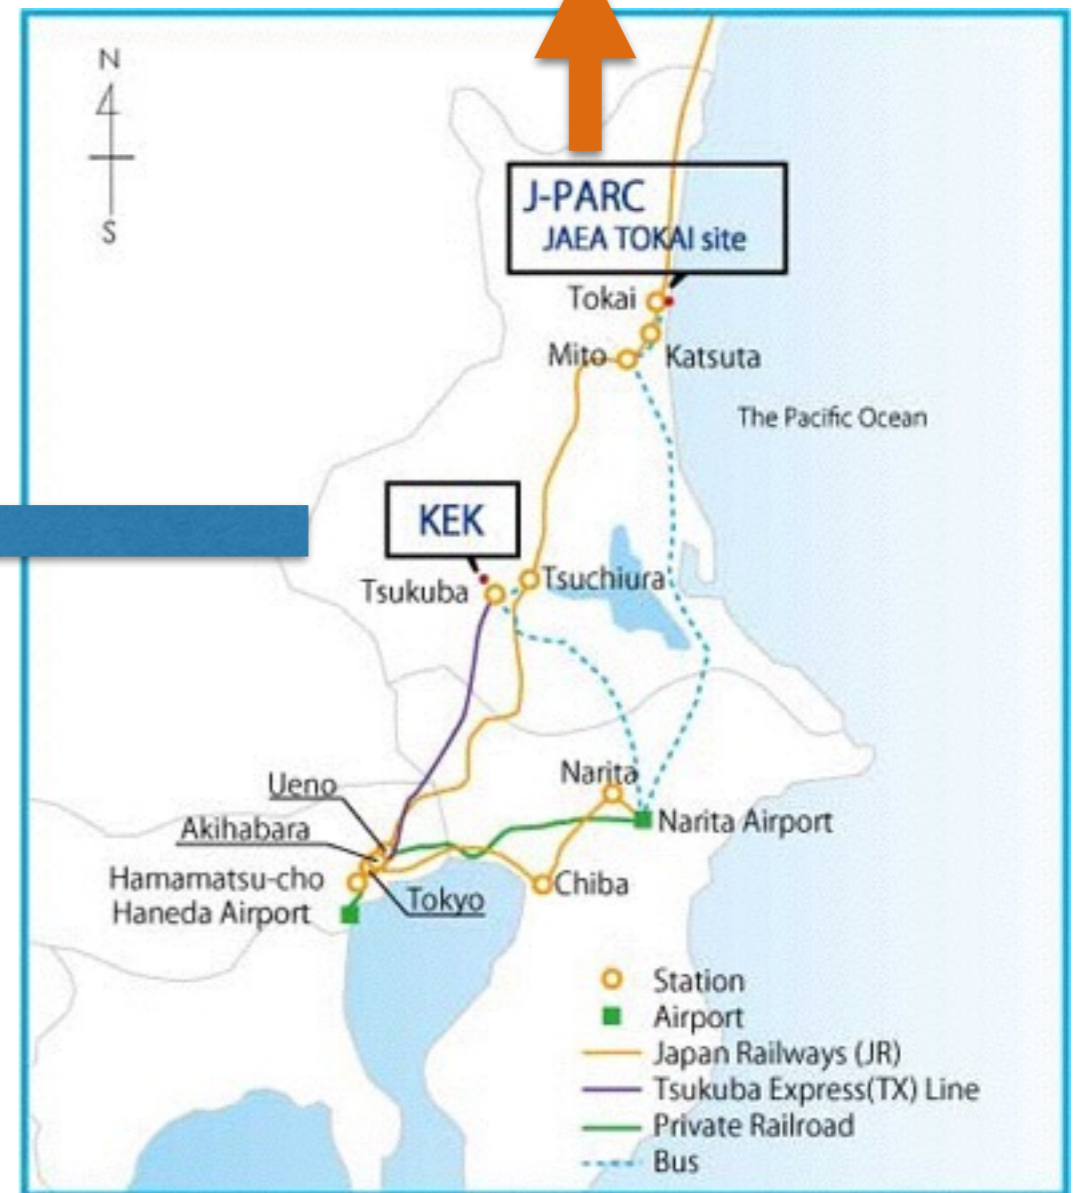 N
S
J-PARC
JAEA TOKAI site
Tokai
Mito
Katsuta
The Pacific Ocean
KEK
Tsuchiura
Tsukuba
Narita
Ueno
Narita Airport
Akihabara
Hamamatsu-cho
Chiba
Tokyo
Haneda Airport
Station
Airport
Japan Railways (JR)
Tsukuba Express(TX) Line
Private Railroad
Bus